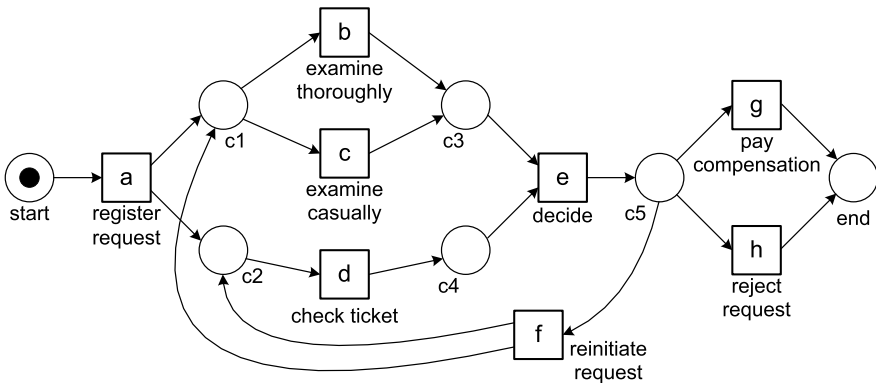 b
examine
thoroughly
g
pay
compensation
c1
c3
c
examine
casually
a
register
request
start
e
decide
c5
end
c2
d
check ticket
c4
h
reject
request
f
reinitiate
request